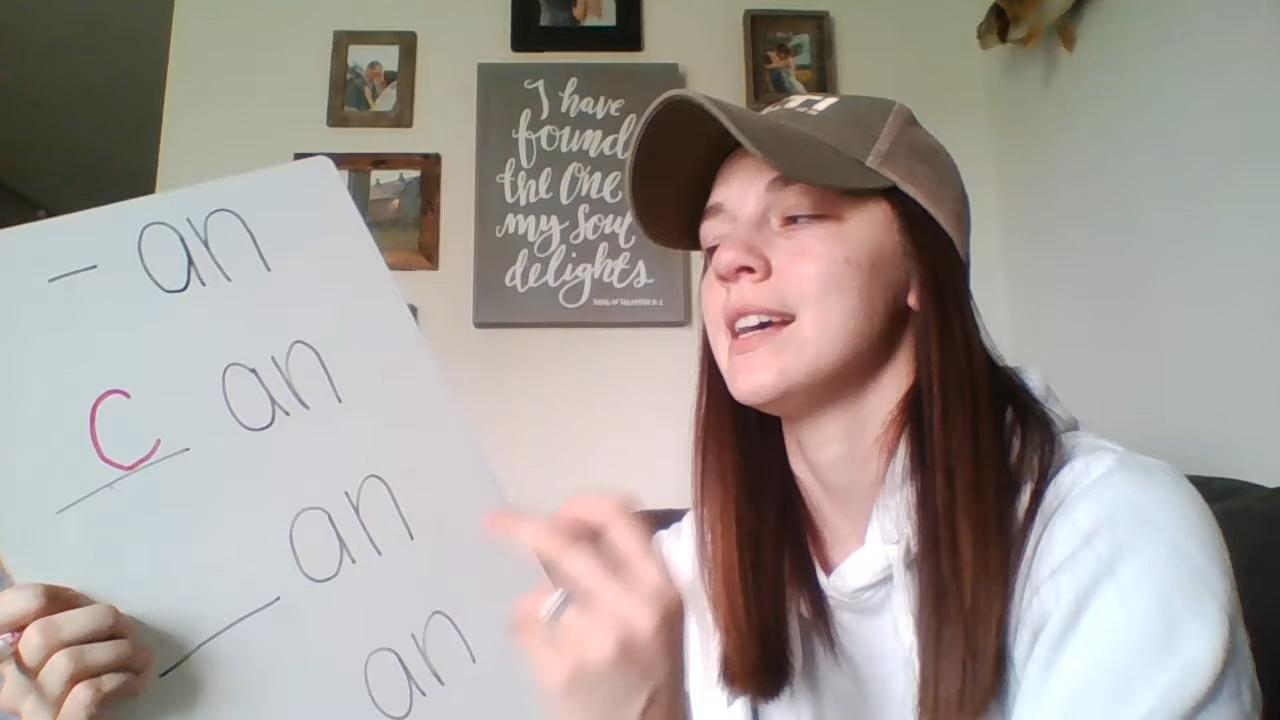 - an
C an
_ an
an
I have
found
the One
my soul
delights